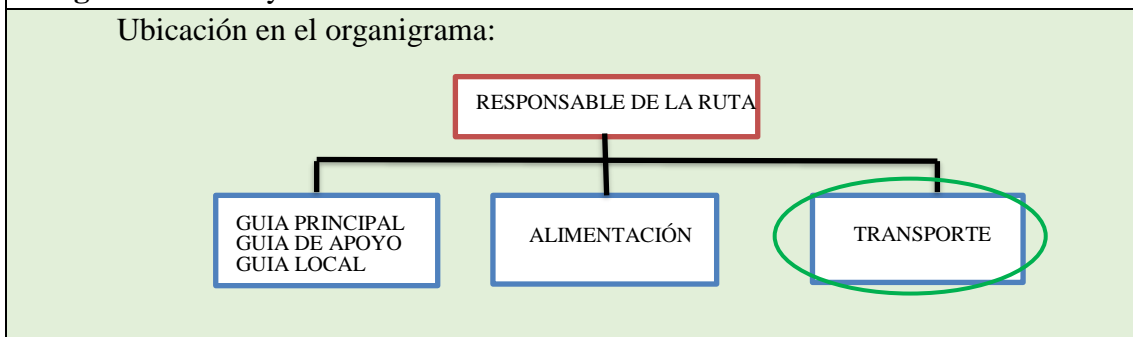 Ubicación en el organigrama:
RESPONSABLE DE LA RUTA
GUIA PRINCIPAL
GUIA DE APOYO
GUIA LOCAL
ALIMENTACIÓN
TRANSPORTE